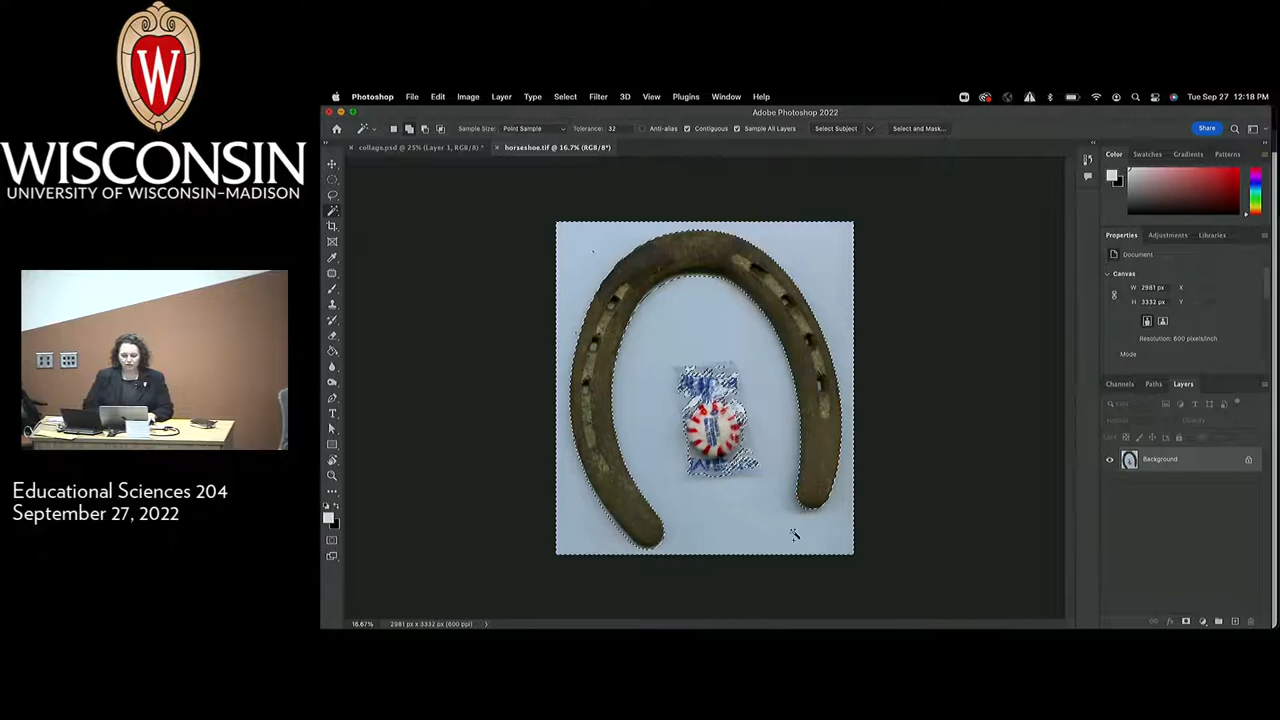 W
WISCONSIN
UNIVERSITY OF WISCONSIN–MADISON
Educational Sciences 204
September 27, 2022
Photoshop File Edit Image Layer Type Select Filter 3D View Plugins Window Help
Tue Sep 27 12:18 PM
Adobe Photoshop 2022
Sample Size: Point Sample Tolerance: 32 Anti-alias Contiguous Sample All Layers Select Subject Select and Mask... Share
collage.psd @ 25% (Layer 1, RGB/8) * horseshoe.tif @ 16.7% (RGB/8*)
Color Swatches Gradients Patterns
Properties Adjustments Libraries
Document
Canvas
W 2981 px X
H 3332 px Y
Resolution: 600 pixels/inch
Mode
Channels Paths Layers
Opacity
Background
16.67% 2981 px x 3332 px (600 ppi)